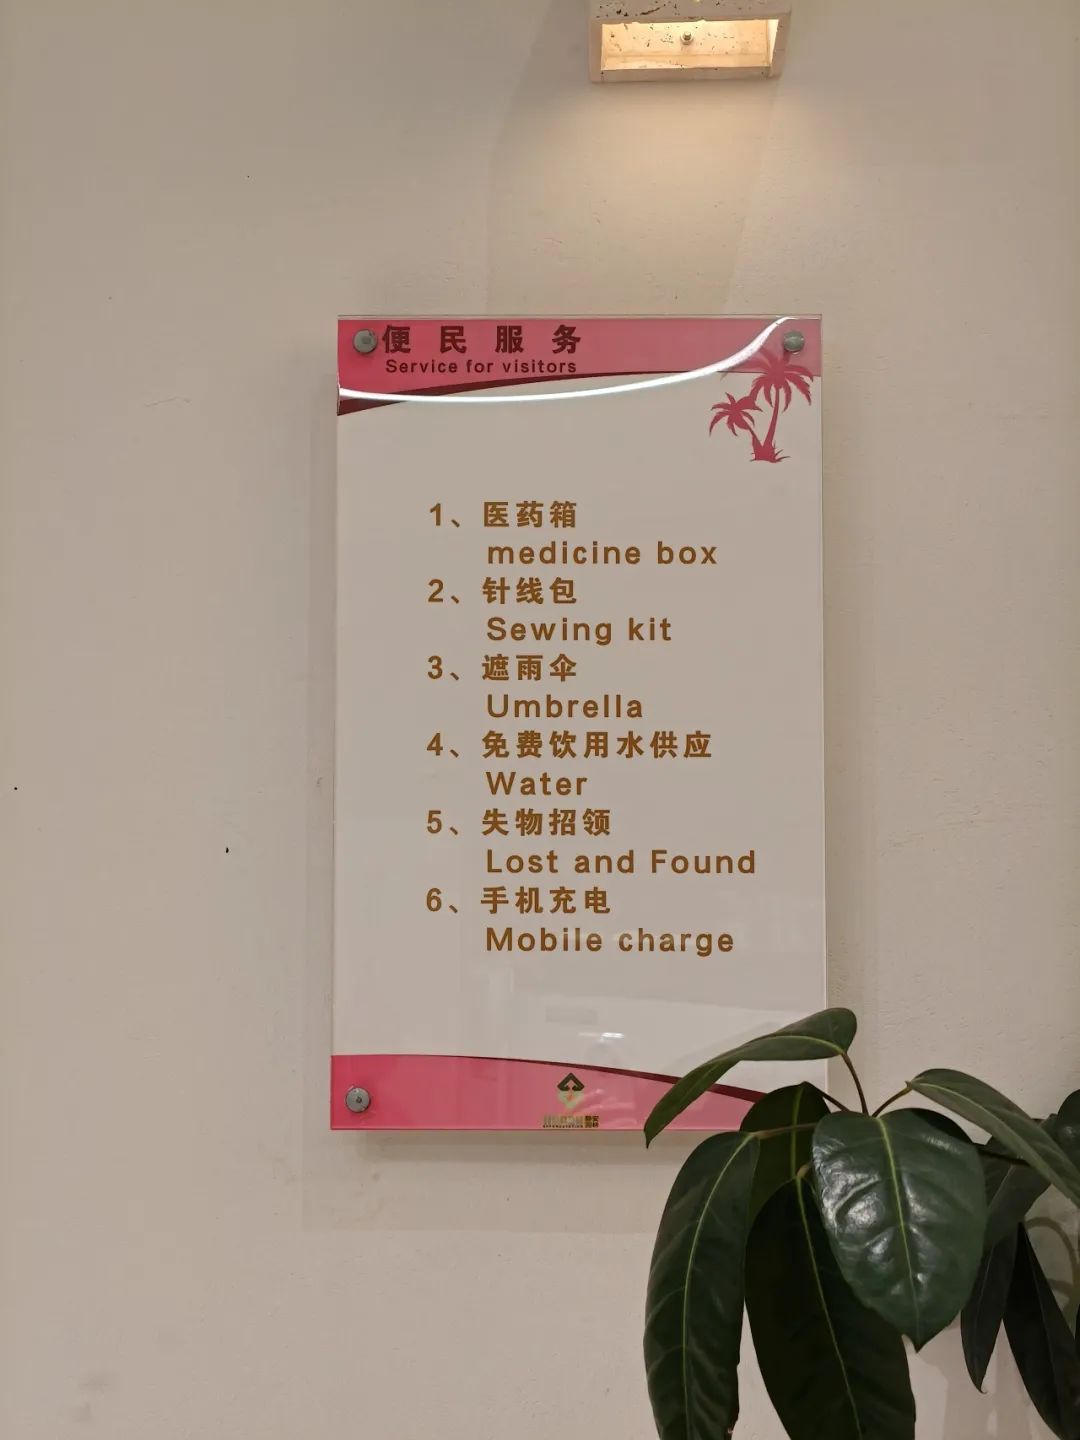 便民服务
Service for visitors
1、医药箱
medicine box
2、针线包
Sewing kit
3、遮雨伞
Umbrella
4、免费饮用水供应
Water
5、失物招领
Lost and Found
6、手机充电
Mobile charge